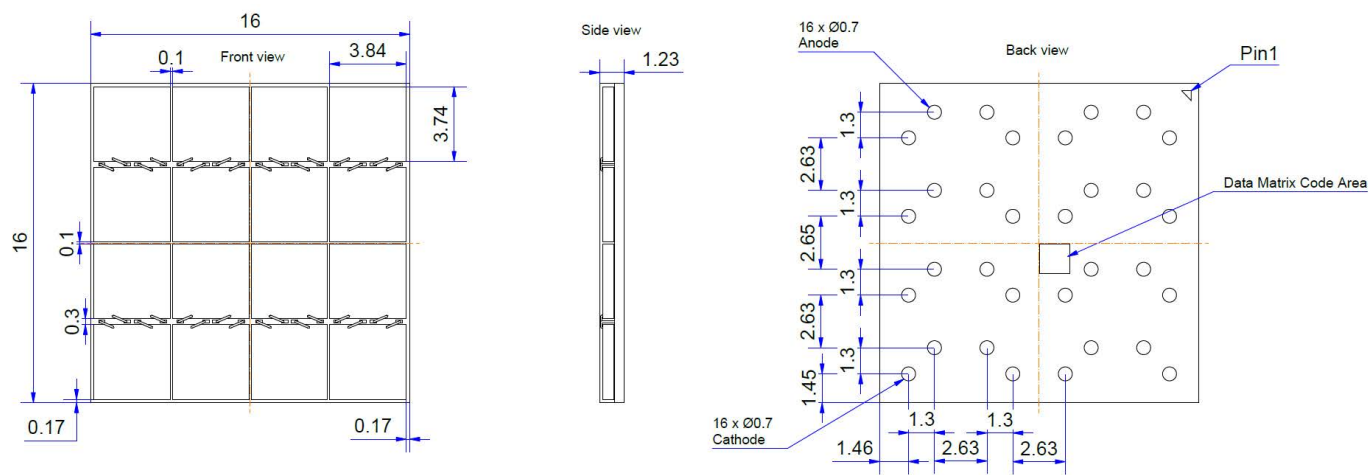 16
Front view
0.1
3.84
16
3.74
0.1
0.3
0.17
0.17
Side view
1.23
16 x Ø0.7
Anode
Back view
Pin1
1.3
2.63
1.3
2.65
1.3
2.63
1.3
1.45
Data Matrix Code Area
16 x Ø0.7
Cathode
1.46
1.3
2.63
1.3
2.63